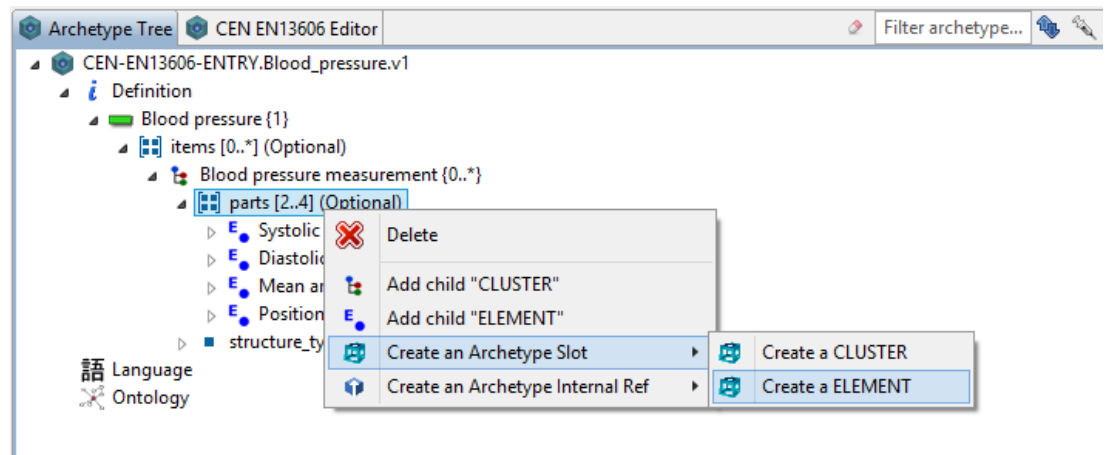 Archetype Tree CEN EN13606 Editor Filter archetype...
CEN-EN13606-ENTRY.Blood_pressure.v1
i Definition
Blood pressure {1}
items [0..*] (Optional)
Blood pressure measurement {0..*}
parts [2..4] (Optional)
E Systolic
Delete
E Diastolic
E Mean ar
Add child "CLUSTER"
E Position
E Add child "ELEMENT"
structure_ty
Create an Archetype Slot
Create a CLUSTER
語 Language
Create an Archetype Internal Ref
Create a ELEMENT
Ontology